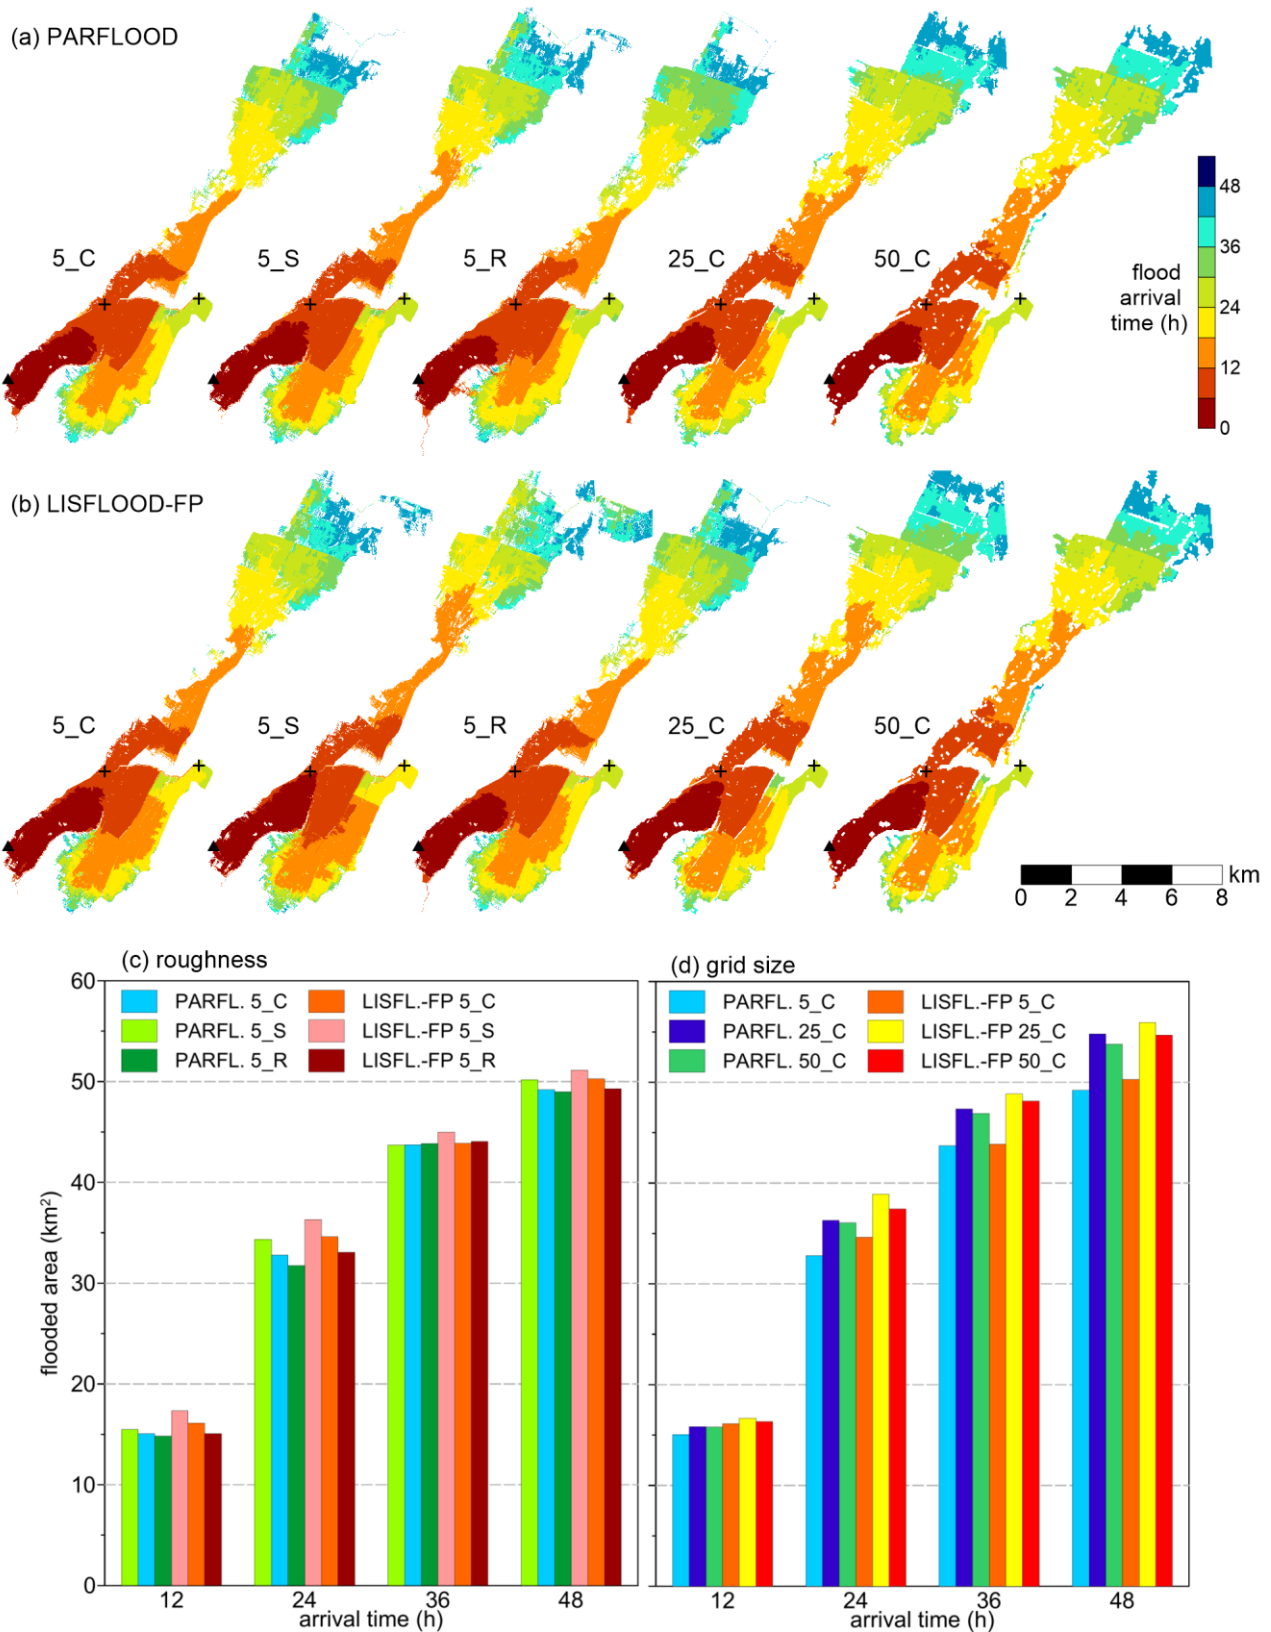 (a) PARFLOOD
5_C
5_S
5_R
25_C
50_C
flood
arrival
time (h)
48
36
24
12
0
(b) LISFLOOD-FP
5_C
5_S
5_R
25_C
50_C
km
0 2 4 6 8
(c) roughness
PARFL. 5_C
LISFL.-FP 5_C
PARFL. 5_S
LISFL.-FP 5_S
PARFL. 5_R
LISFL.-FP 5_R
60
50
40
30
20
10
0
flooded area (km²)
12 24 36 48
arrival time (h)
(d) grid size
PARFL. 5_C
LISFL.-FP 5_C
PARFL. 25_C
LISFL.-FP 25_C
PARFL. 50_C
LISFL.-FP 50_C
12 24 36 48
arrival time (h)